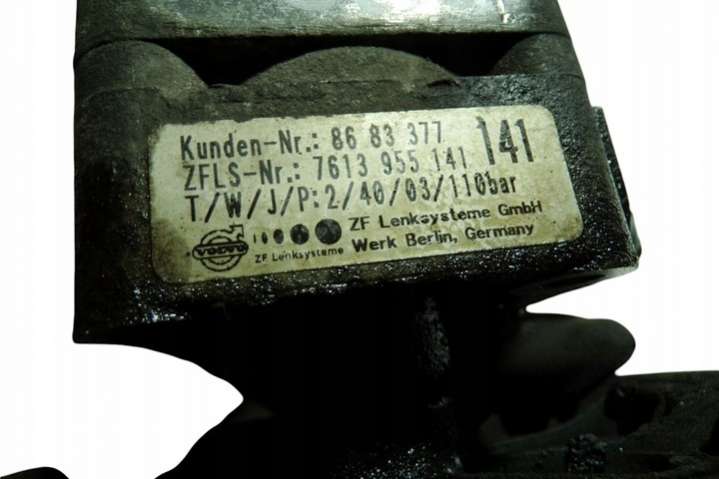 Kunden-Nr.: 86 83 377
ZFLS-Nr.: 7613 955 141 141
T/W/J/P: 2/40/03/110bar
VOLVO
ZF Lenksysteme
ZF Lenksysteme GmbH
Werk Berlin, Germany